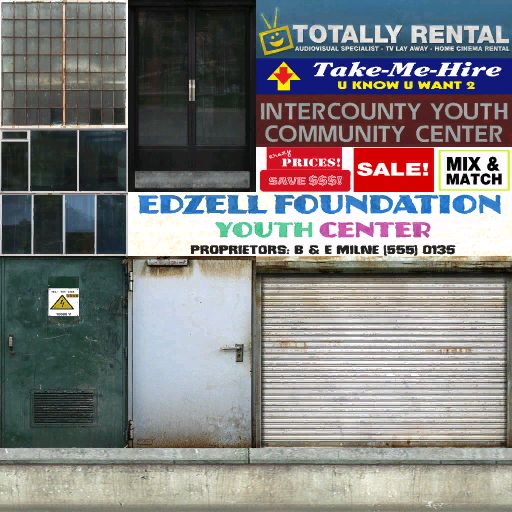 TOTALLY RENTAL
AUDIOVISUAL SPECIALIST - TV LAY AWAY - HOME CINEMA RENTAL
Take-Me-Hire
U KNOW U WANT 2
INTERCOUNTY YOUTH
COMMUNITY CENTER
CRAZY
PRICES!
SAVE $$$!
SALE!
MIX &
MATCH
EDZELL FOUNDATION
YOUTH CENTER
PROPRIETORS: B & E MILNE (555) 0135